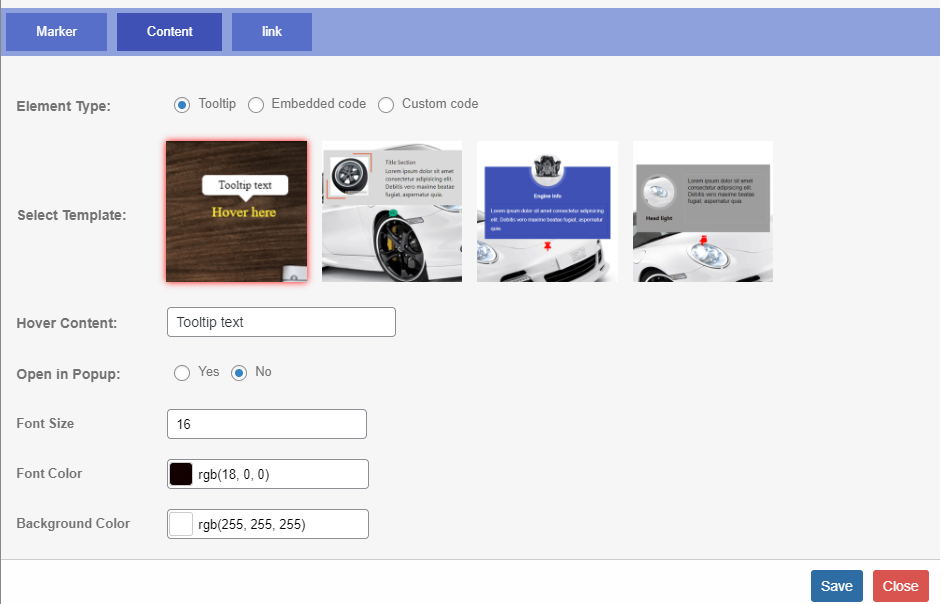 Marker Content link
Element Type: Tooltip Embedded code Custom code
Select Template:
Tooltip text
Hover here
Title Section
Lorem ipsum dolor sit amet
consectetur adipisicing elit.
Debitis vero maxime beatae
fugiat, aspernatur quia.
Engine Info
Lorem ipsum dolor sit amet consectetur adipisicing elit.
Debitis vero maxime beatae fugiat, aspernatur
quia.
Lorem ipsum dolor sit amet
consectetur adipisicing elit.
Debitis vero maxime beatae
fugiat, aspernatur quia.
Head light
Hover Content: Tooltip text
Open in Popup: Yes No
Font Size 16
Font Color rgb(18, 0, 0)
Background Color rgb(255, 255, 255)
Save Close